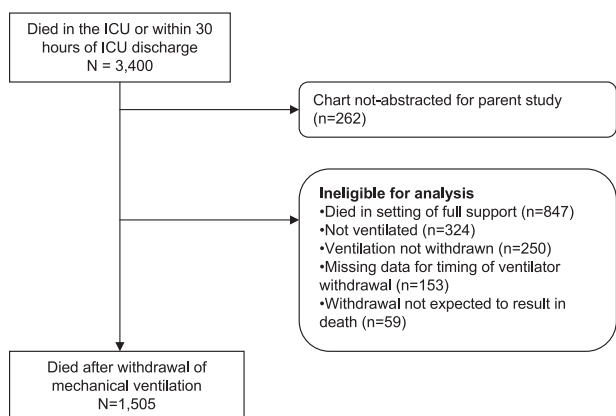 Died in the ICU or within 30
hours of ICU discharge
N = 3,400
Chart not-abstracted for parent study
(n=262)
Ineligible for analysis
•Died in setting of full support (n=847)
•Not ventilated (n=324)
•Ventilation not withdrawn (n=250)
•Missing data for timing of ventilator
withdrawal (n=153)
•Withdrawal not expected to result in
death (n=59)
Died after withdrawal of
mechanical ventilation
N=1,505